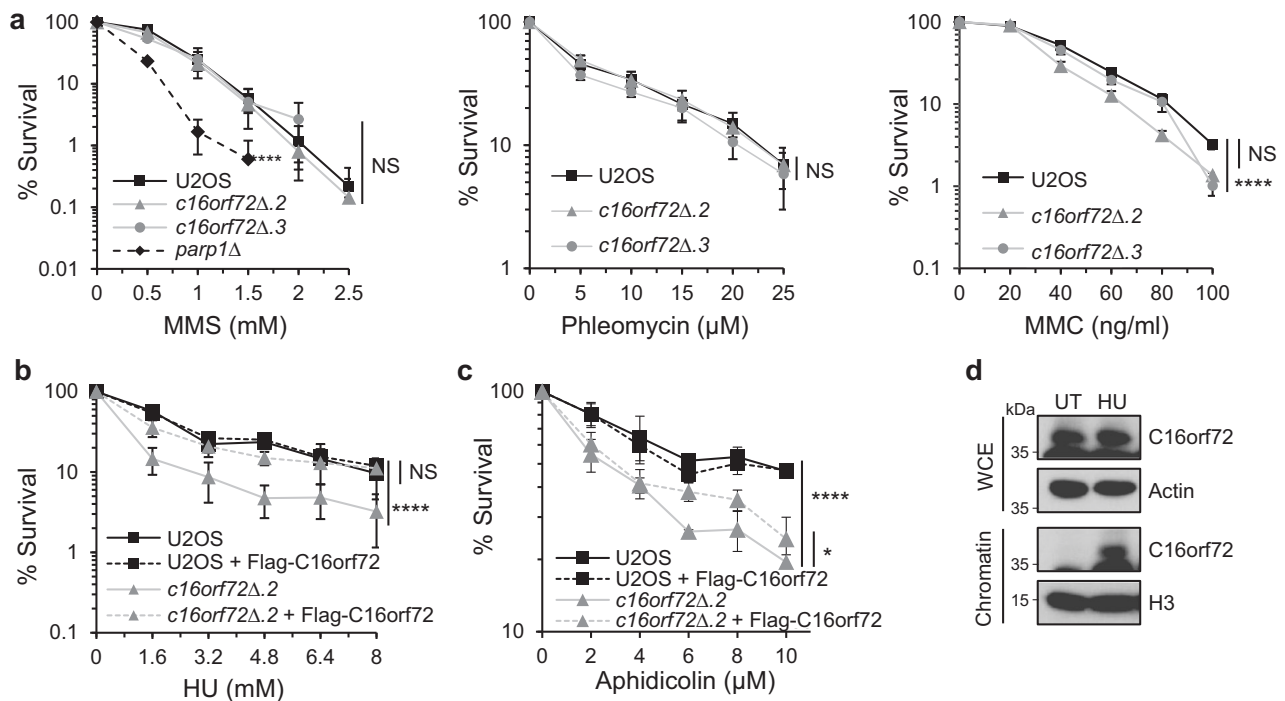 a
100
10
1
0.1
0.01
% Survival
U2OS
c16orf72Δ.2
c16orf72Δ.3
parp1Δ
****
NS
0 0.5 1 1.5 2 2.5
MMS (mM)
100
10
1
% Survival
U2OS
c16orf72Δ.2
c16orf72Δ.3
NS
0 5 10 15 20 25
Phleomycin (µM)
100
10
1
0.1
% Survival
U2OS
c16orf72Δ.2
c16orf72Δ.3
NS
****
0 20 40 60 80 100
MMC (ng/ml)
b
100
10
1
0.1
% Survival
NS
****
U2OS
U2OS + Flag-C16orf72
c16orf72Δ.2
c16orf72Δ.2 + Flag-C16orf72
0 1.6 3.2 4.8 6.4 8
HU (mM)
c
100
10
% Survival
****
*
U2OS
U2OS + Flag-C16orf72
c16orf72Δ.2
c16orf72Δ.2 + Flag-C16orf72
0 2 4 6 8 10
Aphidicolin (µM)
d
kDa UT HU
WCE
35 C16orf72
35 Actin
Chromatin
35 C16orf72
15 H3